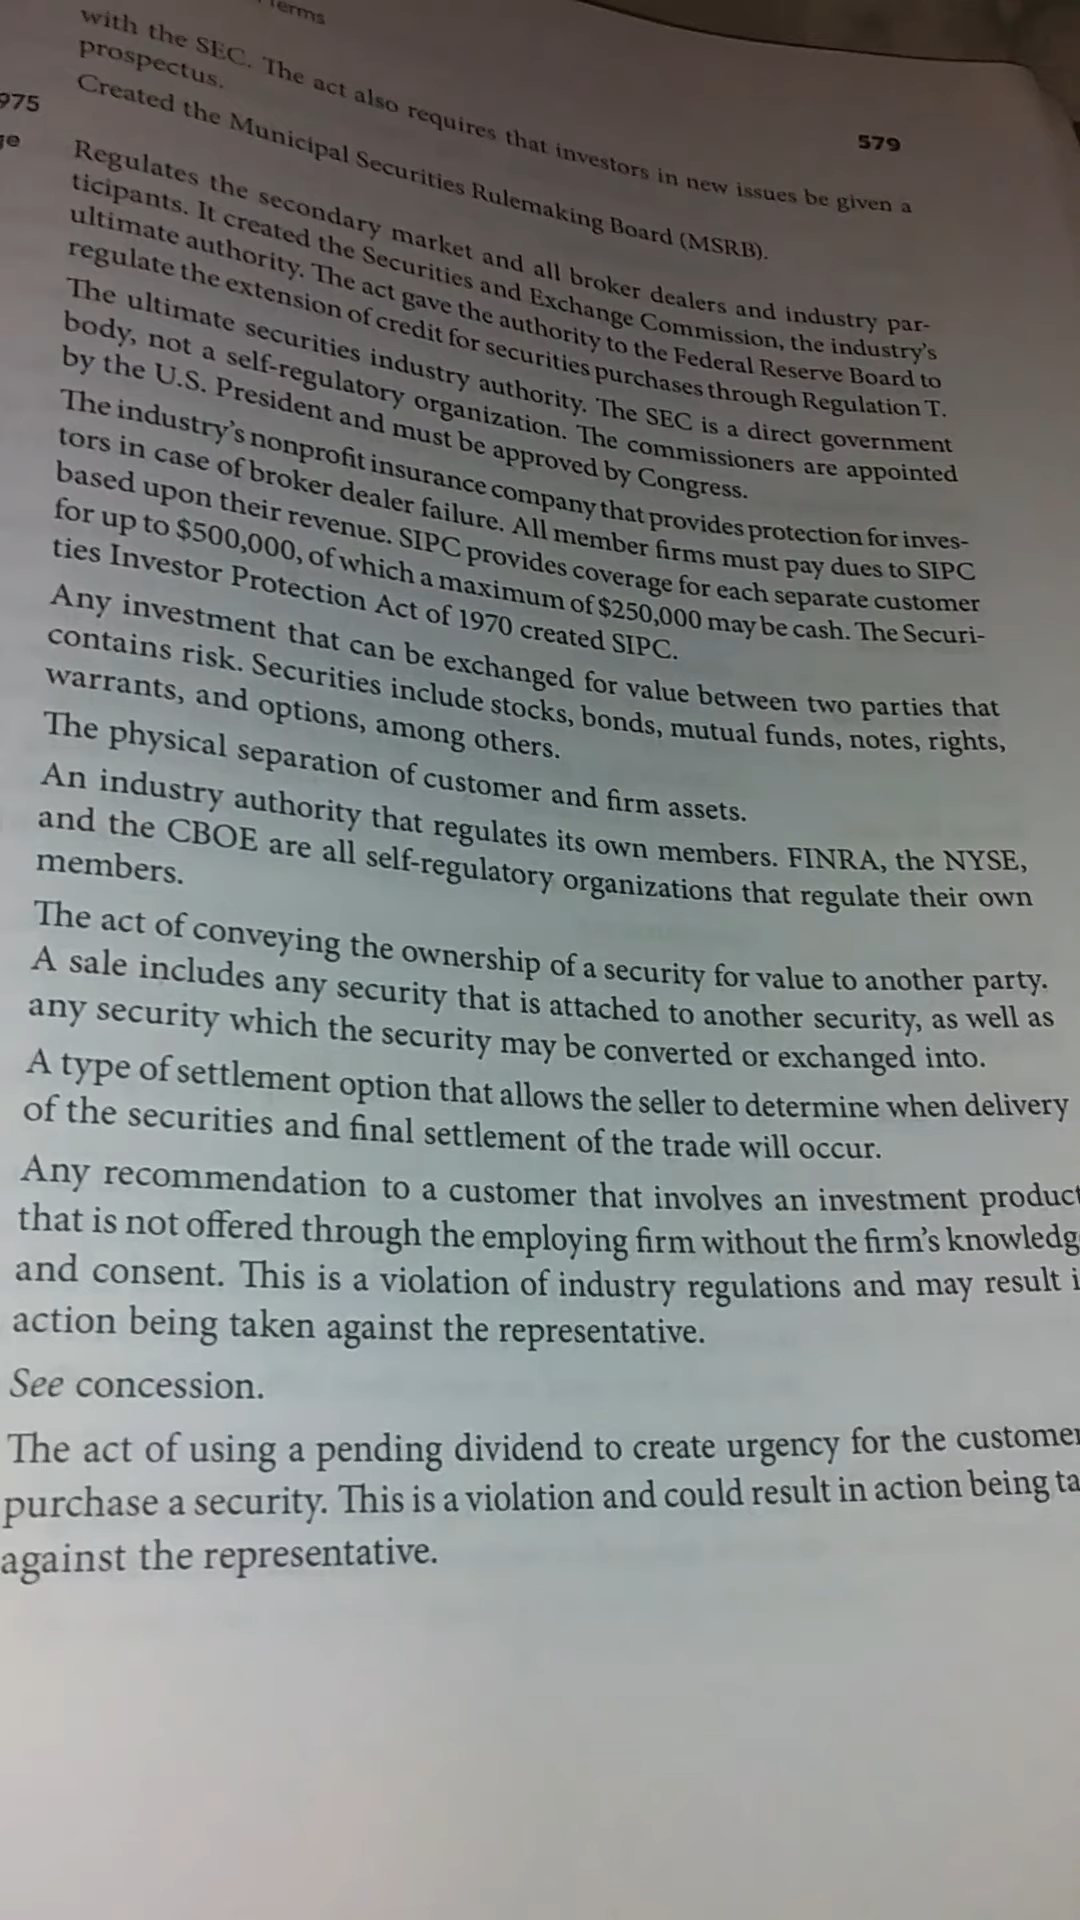 Terms
579
with the SEC. The act also requires that investors in new issues be given a
prospectus.
975
Created the Municipal Securities Rulemaking Board (MSRB).
Regulates the secondary market and all broker dealers and industry par-
ticipants. It created the Securities and Exchange Commission, the industry's
ultimate authority. The act gave the authority to the Federal Reserve Board to
regulate the extension of credit for securities purchases through Regulation T.
The ultimate securities industry authority. The SEC is a direct government
body, not a self-regulatory organization. The commissioners are appointed
by the U.S. President and must be approved by Congress.
The industry's nonprofit insurance company that provides protection for inves-
tors in case of broker dealer failure. All member firms must pay dues to SIPC
based upon their revenue. SIPC provides coverage for each separate customer
for up to $500,000, of which a maximum of $250,000 may be cash. The Securi-
ties Investor Protection Act of 1970 created SIPC.
Any investment that can be exchanged for value between two parties that
contains risk. Securities include stocks, bonds, mutual funds, notes, rights,
warrants, and options, among others.
The physical separation of customer and firm assets.
An industry authority that regulates its own members. FINRA, the NYSE,
and the CBOE are all self-regulatory organizations that regulate their own
members.
The act of conveying the ownership of a security for value to another party.
A sale includes any security that is attached to another security, as well as
any security which the security may be converted or exchanged into.
A type of settlement option that allows the seller to determine when delivery
of the securities and final settlement of the trade will occur.
Any recommendation to a customer that involves an investment product
that is not offered through the employing firm without the firm's knowledg
and consent. This is a violation of industry regulations and may result i
action being taken against the representative.
See concession.
The act of using a pending dividend to create urgency for the customer
purchase a security. This is a violation and could result in action being ta
against the representative.